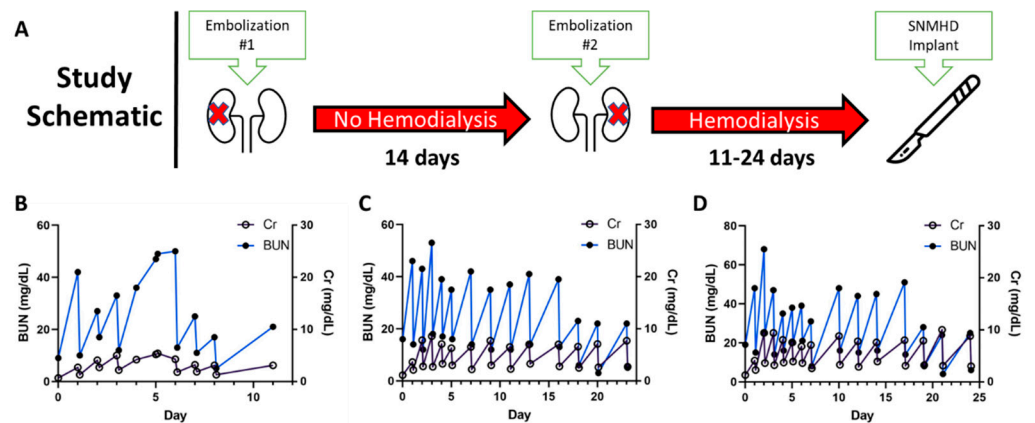 A
Study
Schematic
Embolization
#1
No Hemodialysis
14 days
Embolization
#2
Hemodialysis
11-24 days
SNMHD
Implant
B
Cr
BUN
BUN (mg/dL)
60
40
20
0
Cr (mg/dL)
30
20
10
0
0 5 10
Day
C
Cr
BUN
BUN (mg/dL)
60
40
20
0
Cr (mg/dL)
30
20
10
0
0 5 10 15 20
Day
D
Cr
BUN
BUN (mg/dL)
80
60
40
20
0
Cr (mg/dL)
30
20
10
0
0 5 10 15 20 25
Day